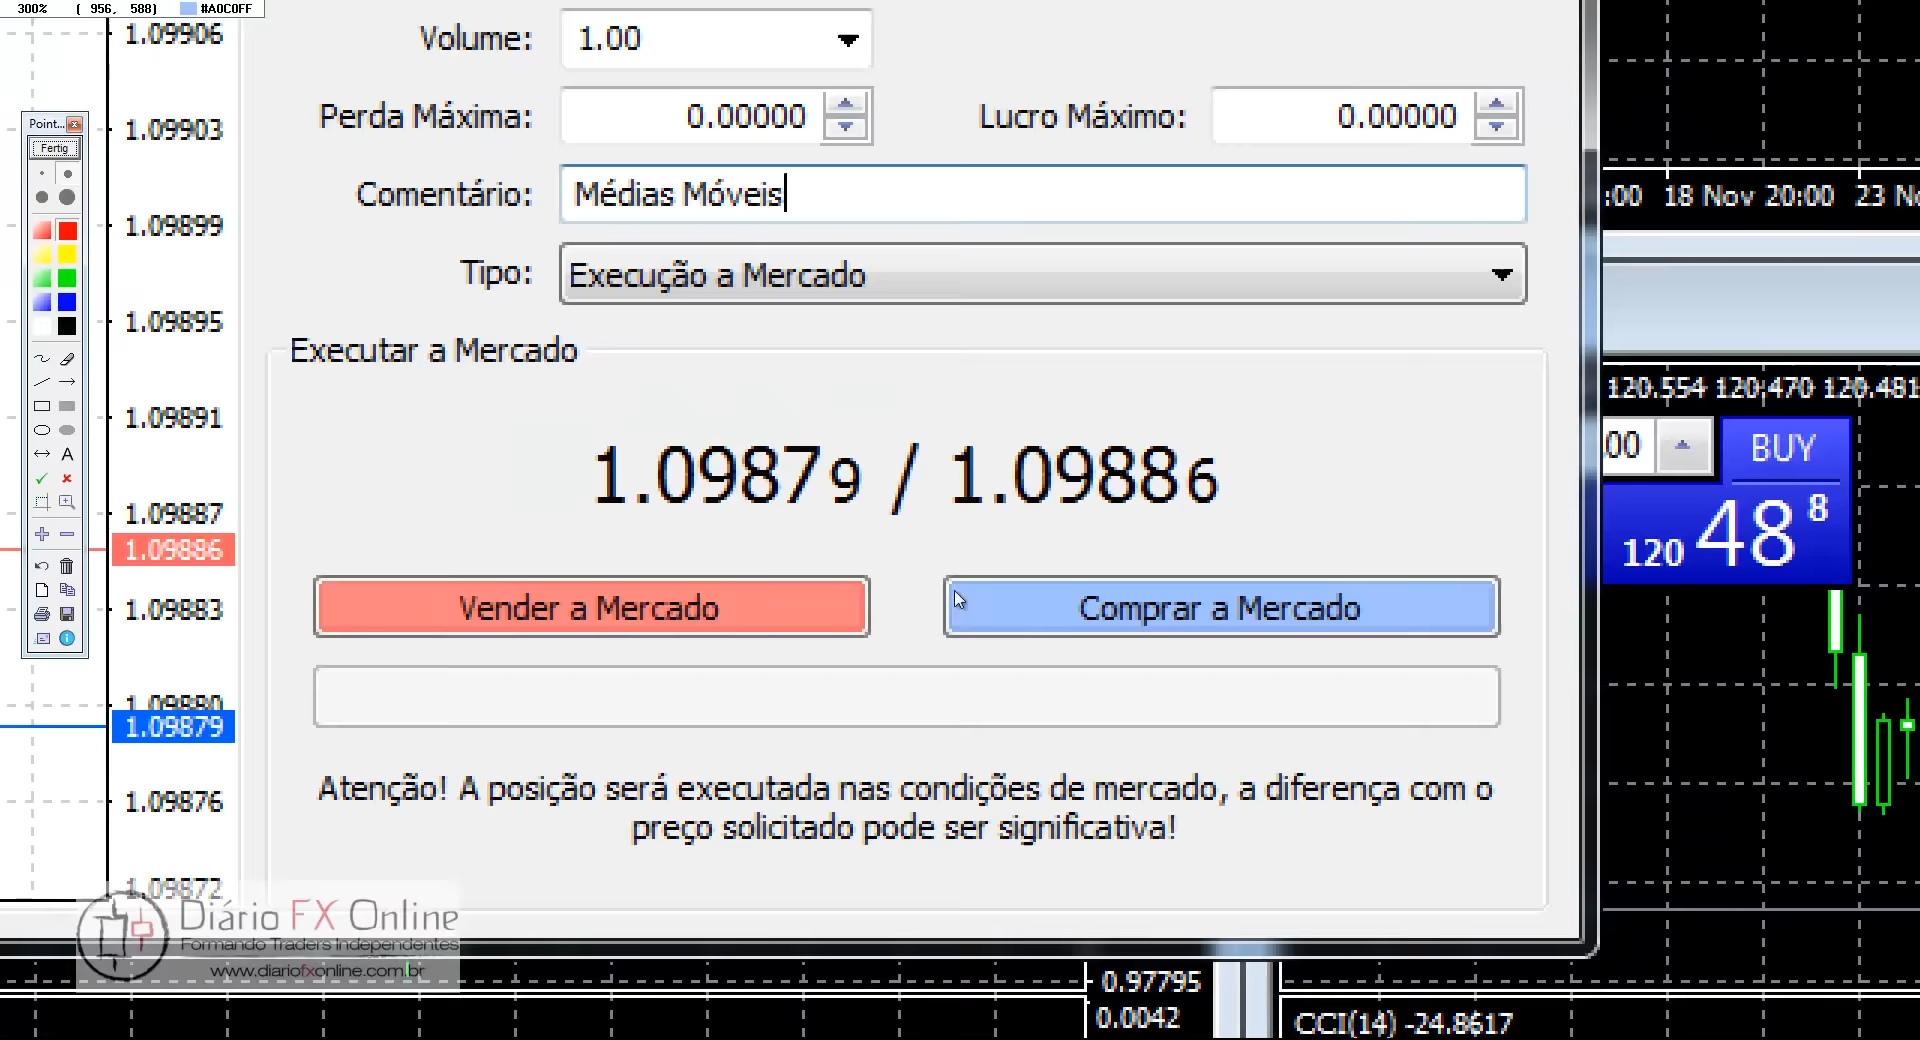 300% ( 956, 588) #A0C0FF
1.09906
Volume: 1.00
Point...
Fertig
1.09903
Perda Máxima: 0.00000 Lucro Máximo: 0.00000
Comentário: Médias Móveis
:00 18 Nov 20:00 23 No
1.09899
Tipo: Execução a Mercado
1.09895
Executar a Mercado
120.554 120.470 120.481
1.09891
1.09879 / 1.09886
00 BUY
120 48 8
1.09887
1.09886
1.09883
Vender a Mercado Comprar a Mercado
1.09880
1.09879
1.09876
Atenção! A posição será executada nas condições de mercado, a diferença com o
preço solicitado pode ser significativa!
1.09872
Diário FX Online
Formando Traders Independentes
www.diariofxonline.com.br
0.97795
0.0042
CCI(14) -24.8617